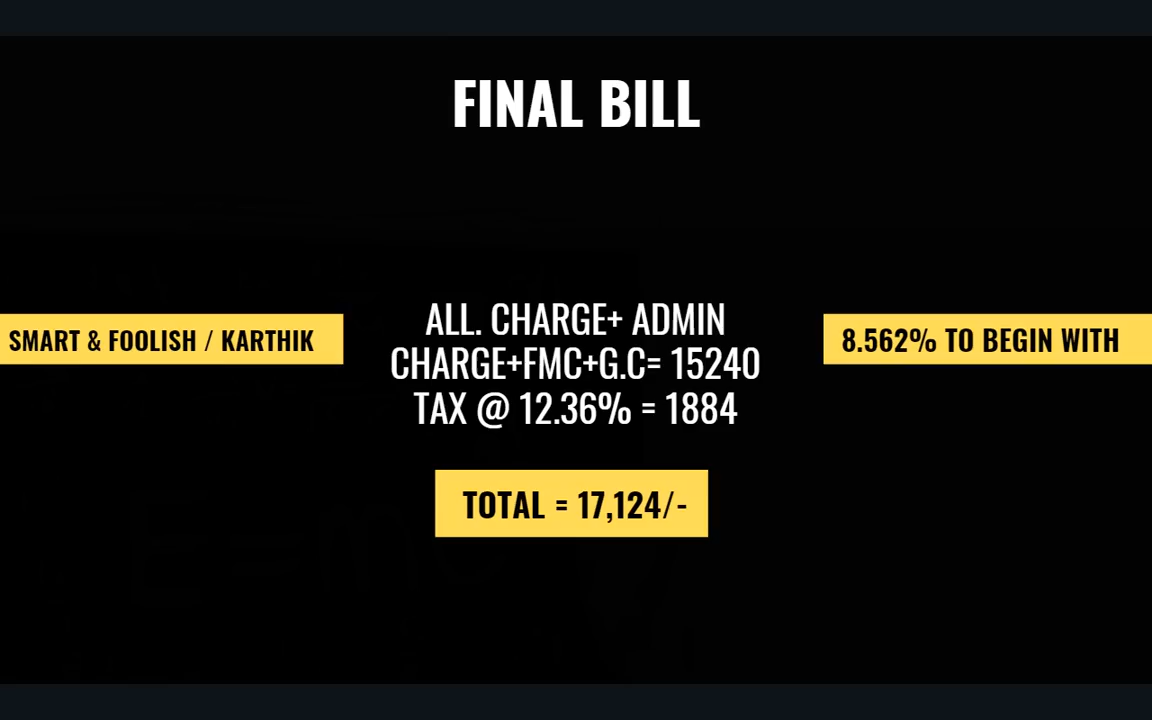 FINAL BILL
SMART & FOOLISH / KARTHIK
ALL. CHARGE+ ADMIN
CHARGE+FMC+G.C= 15240
TAX @ 12.36% = 1884
8.562% TO BEGIN WITH
TOTAL = 17,124/-